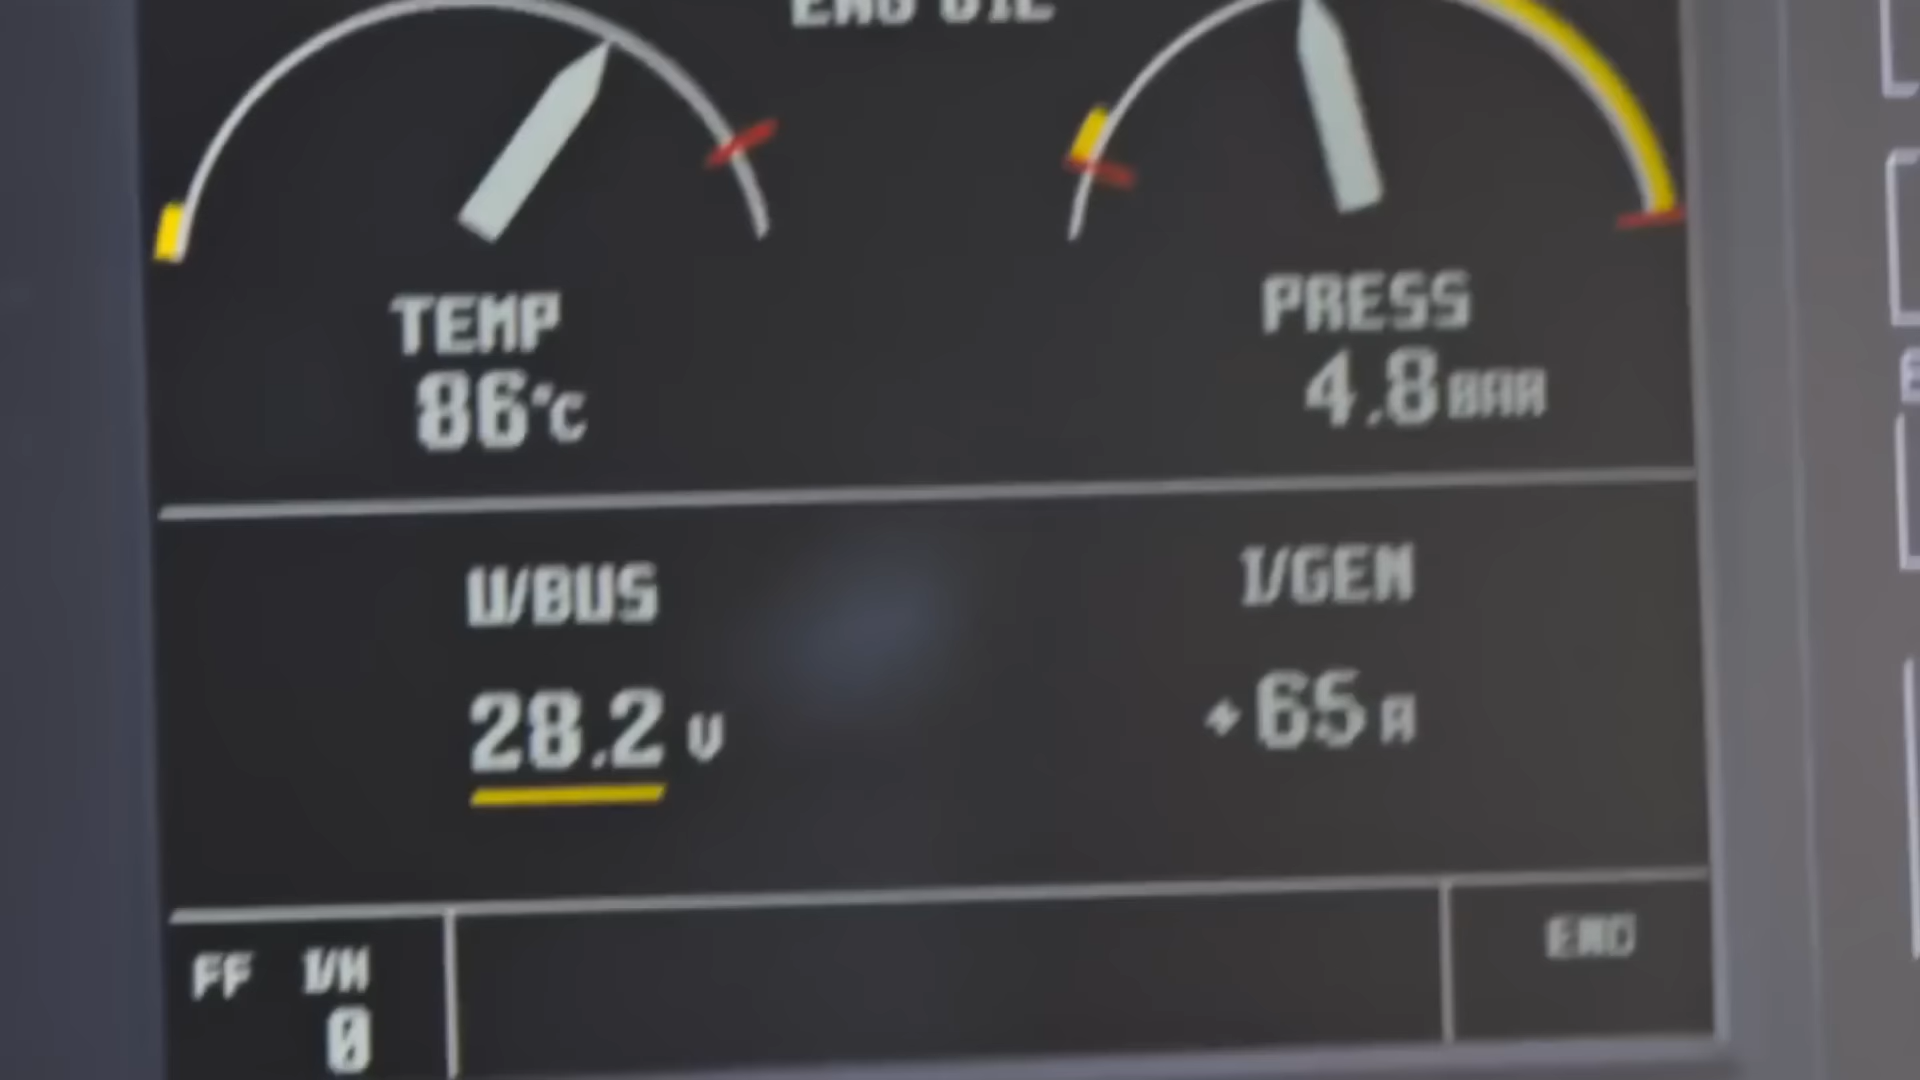 ENG OIL
TEMP
86°C
PRESS
4.8 BAR
U/BUS
28.2 V
I/GEN
+65 A
FF
0
ENG